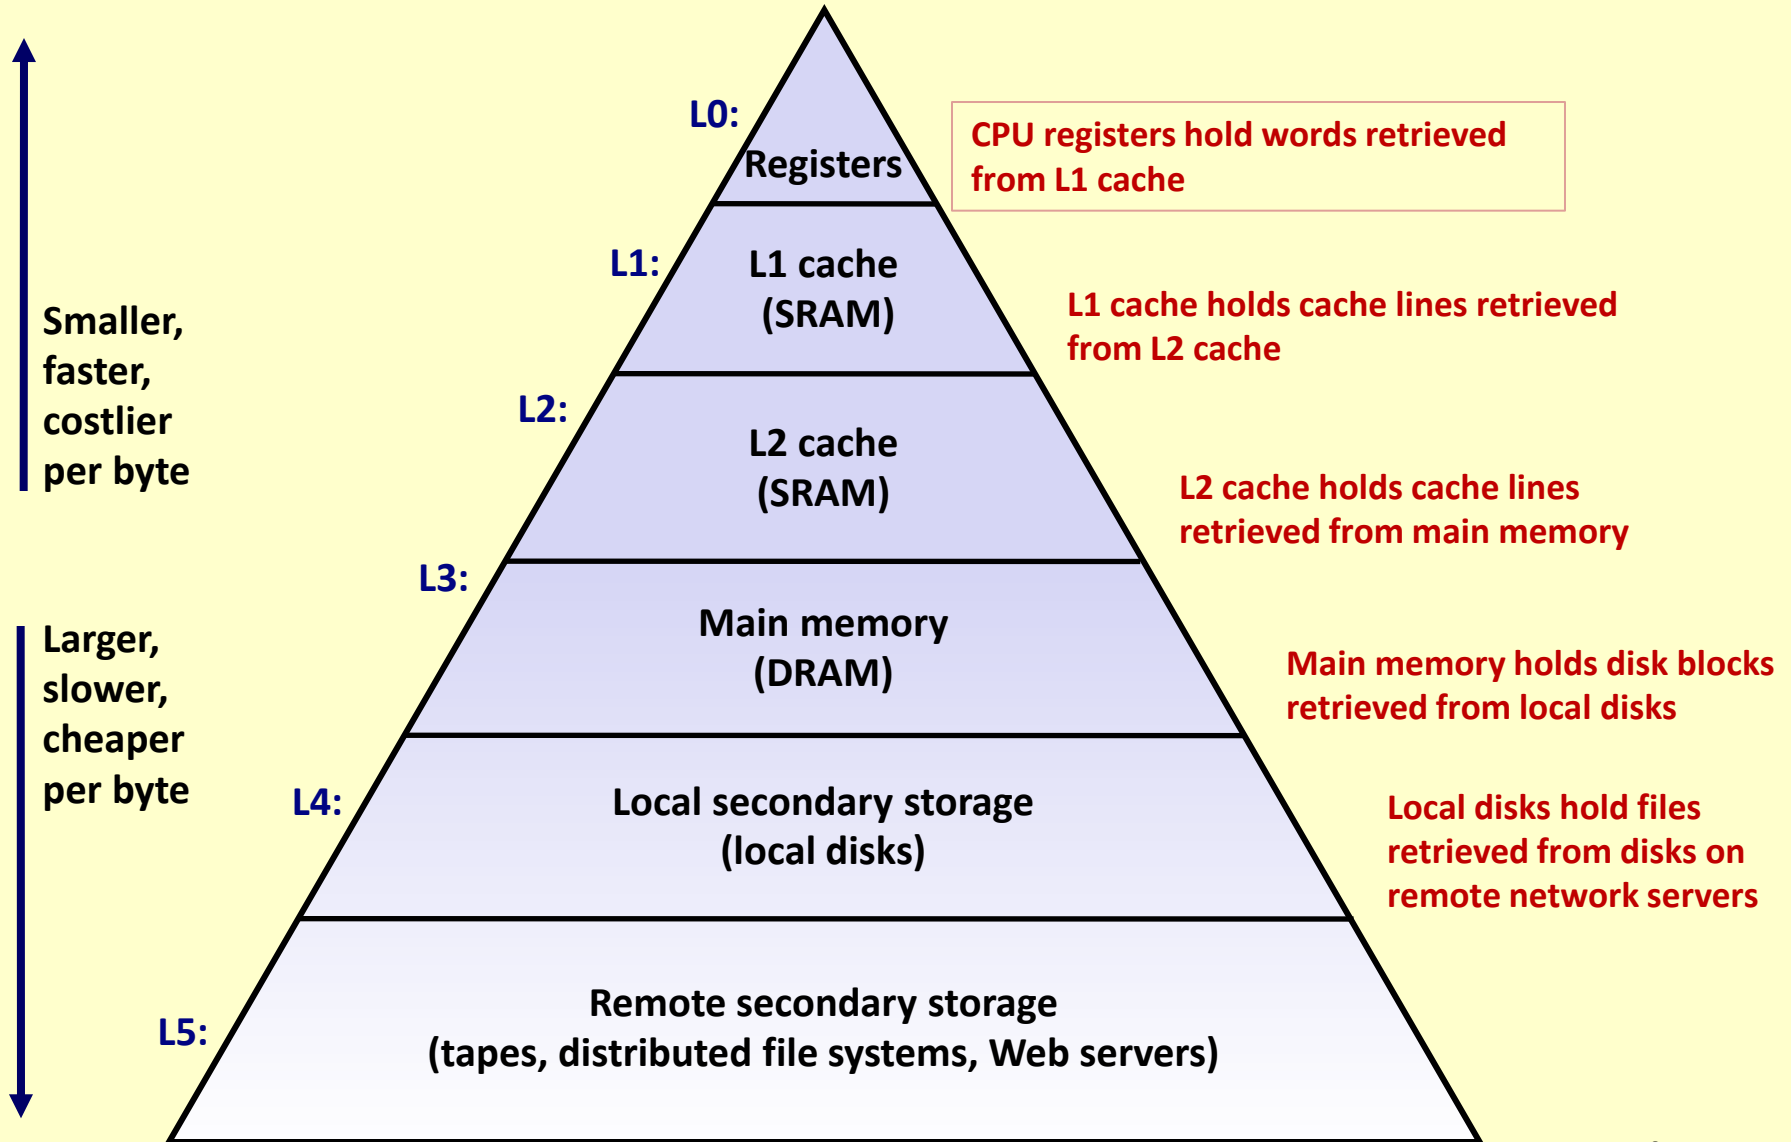 L0:
Registers
CPU registers hold words retrieved
from L1 cache
L1:
L1 cache
(SRAM)
L1 cache holds cache lines retrieved
from L2 cache
Smaller,
faster,
costlier
per byte
L2:
L2 cache
(SRAM)
L2 cache holds cache lines
retrieved from main memory
L3:
Main memory
(DRAM)
Main memory holds disk blocks
retrieved from local disks
Larger,
slower,
cheaper
per byte
L4:
Local secondary storage
(local disks)
Local disks hold files
retrieved from disks on
remote network servers
L5:
Remote secondary storage
(tapes, distributed file systems, Web servers)